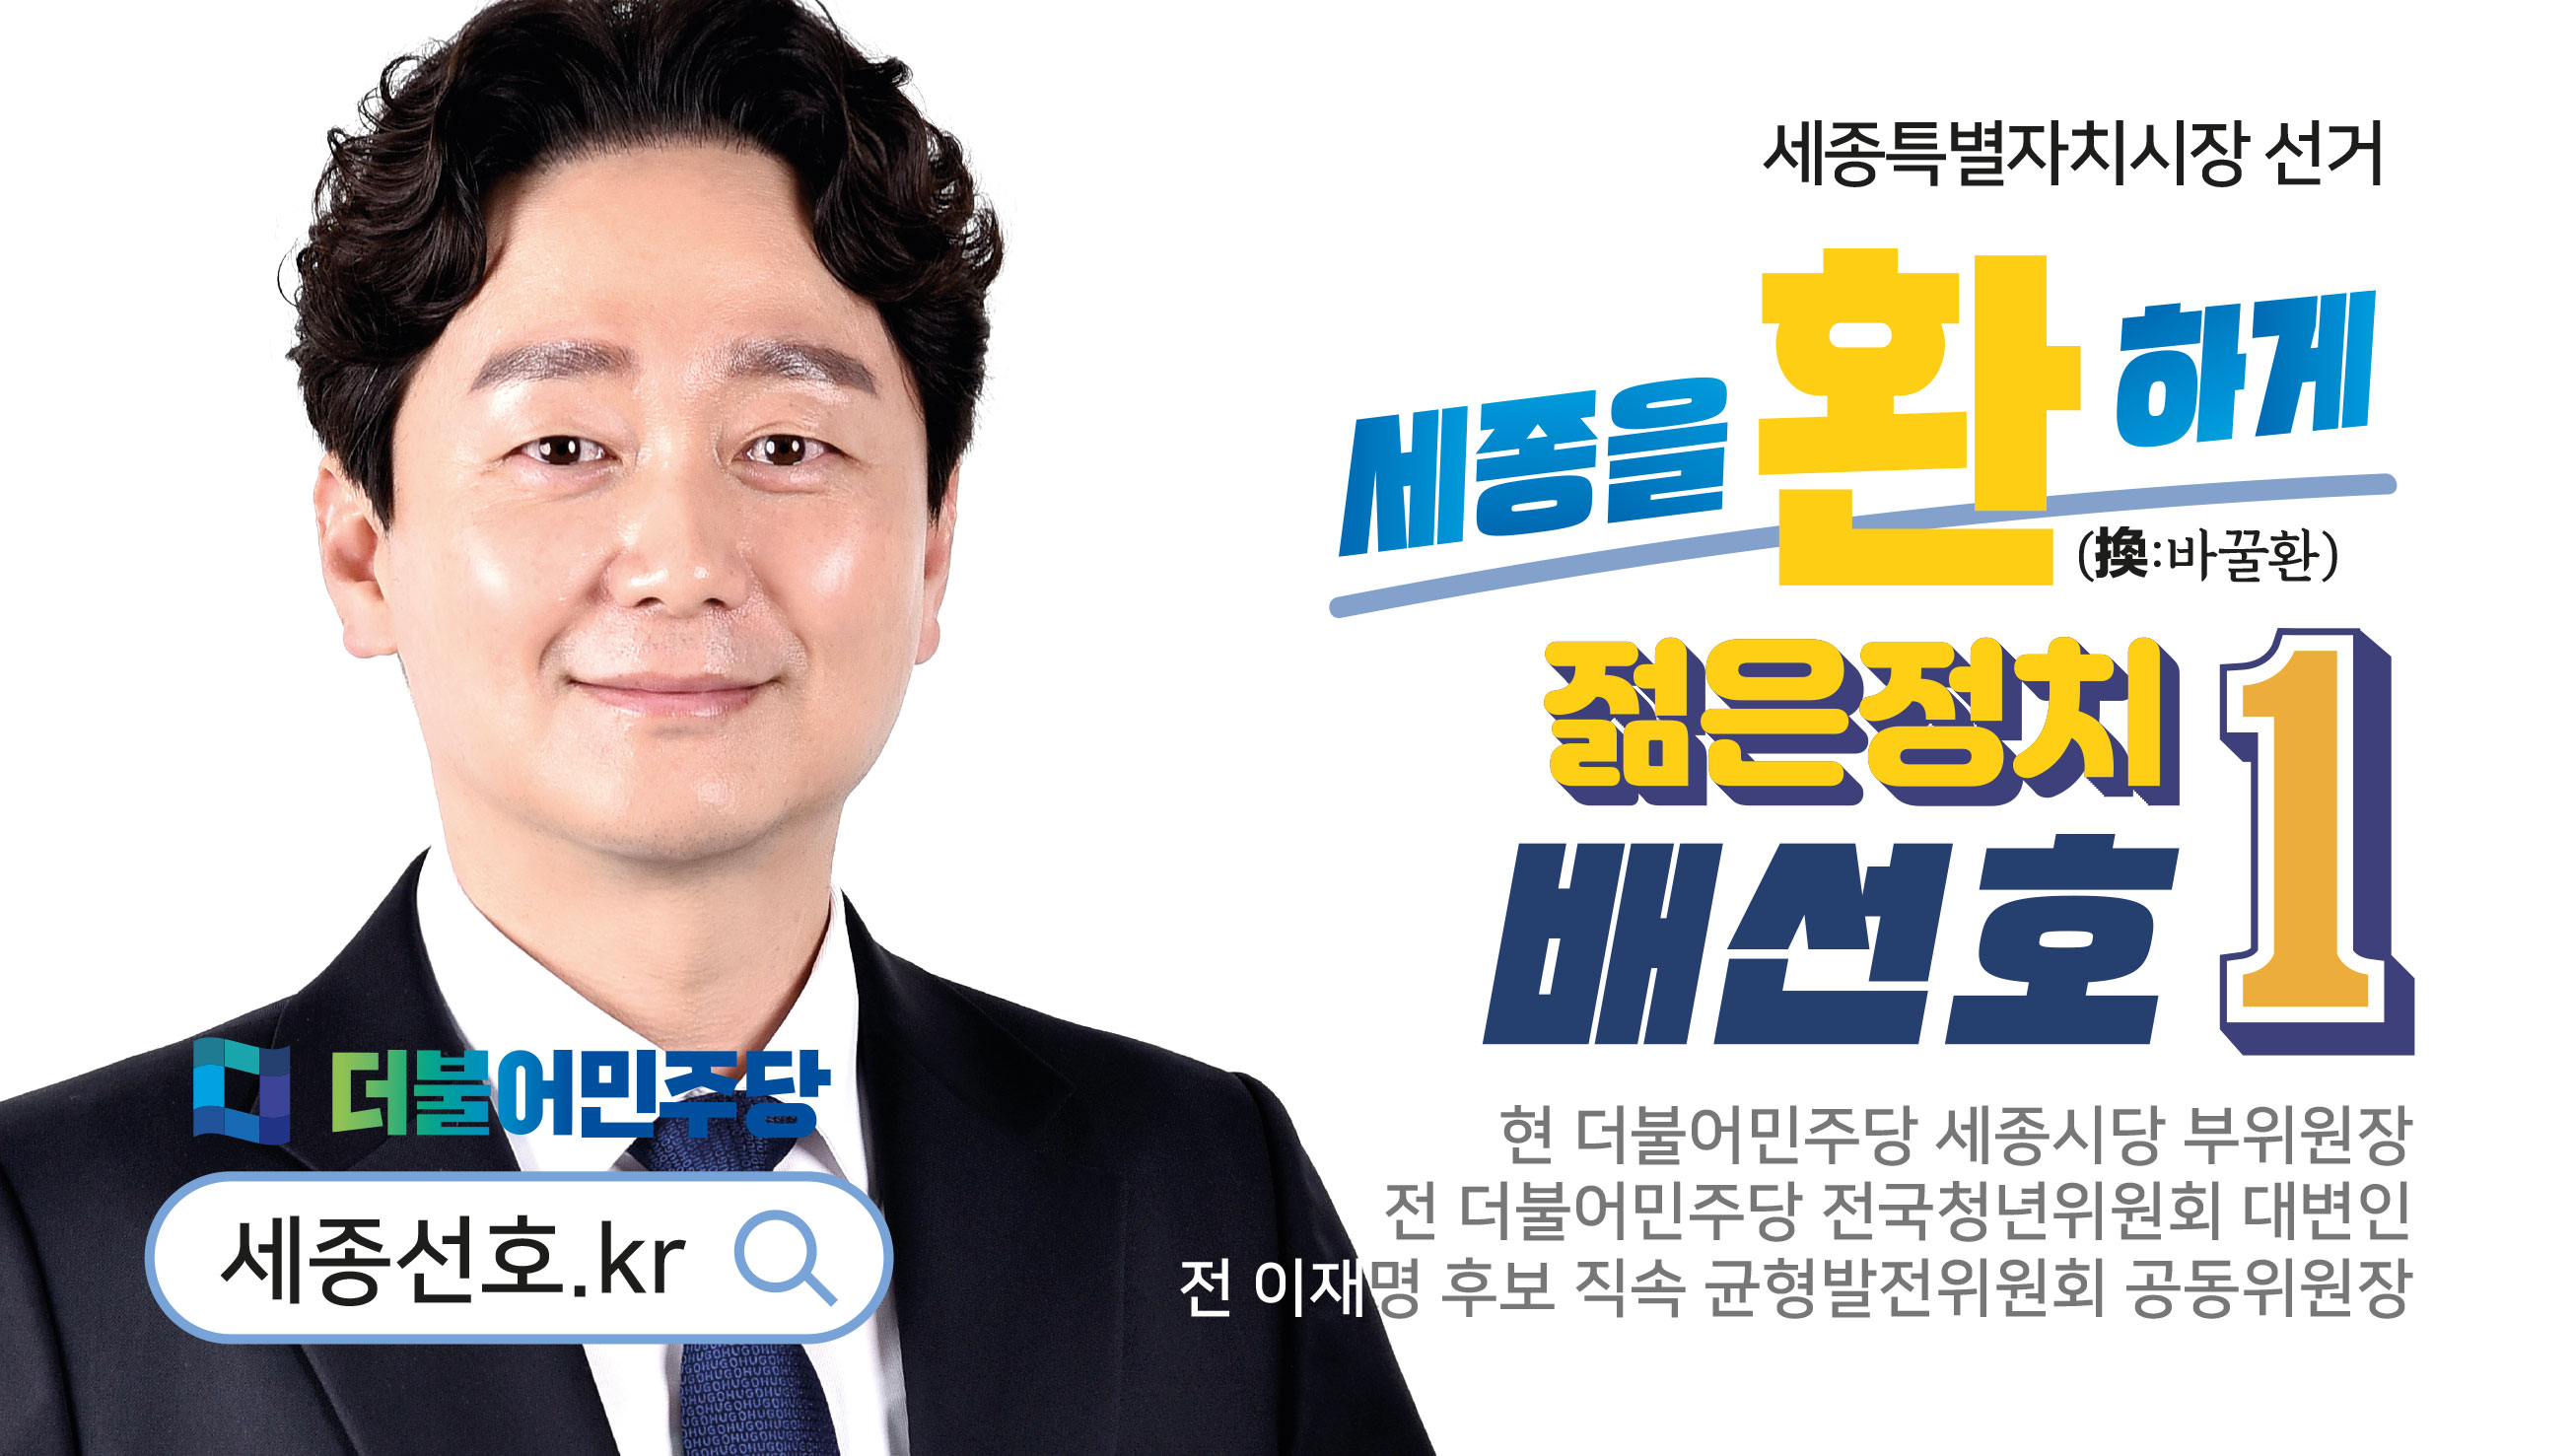 세종특별자치시장 선거
세종을 환하게
(換:바꿀환)
젊은정치
배선호 1
현 더불어민주당 세종시당 부위원장
전 더불어민주당 전국청년위원회 대변인
전 이재명 후보 직속 균형발전위원회 공동위원장
더불어민주당
세종선호.kr